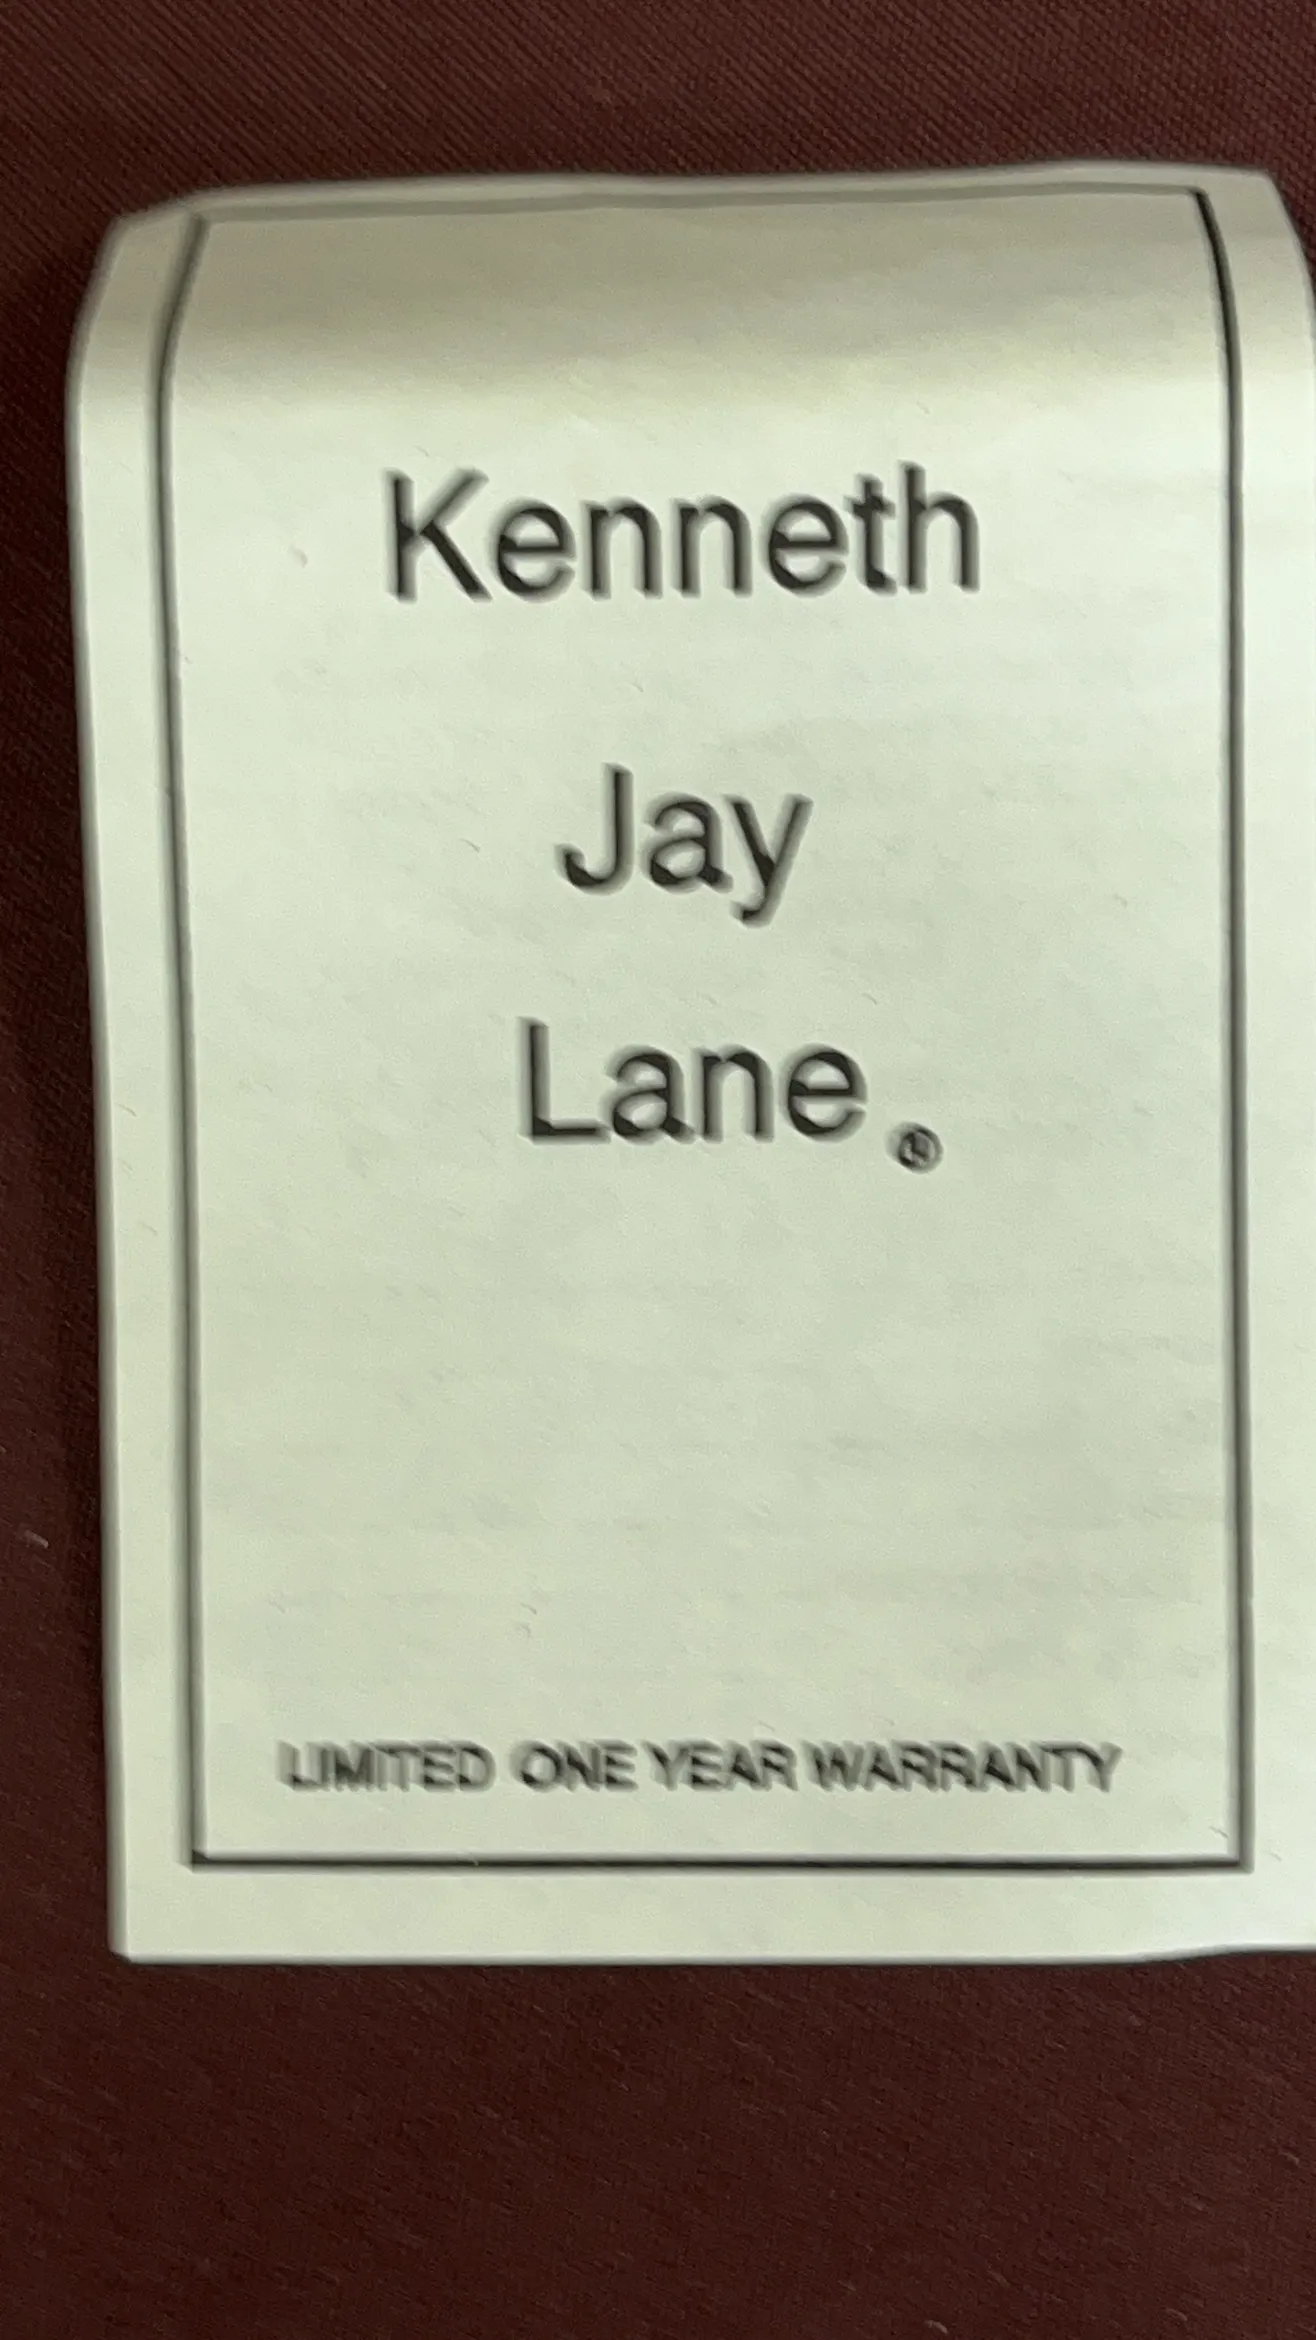 Kenneth
Jay
Lane®
LIMITED ONE YEAR WARRANTY